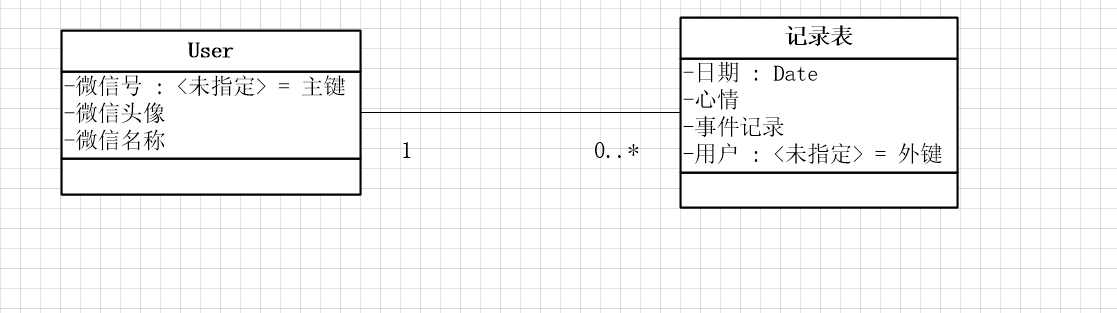 User
-微信号 : <未指定> = 主键
-微信头像
-微信名称
1
0..*
记录表
-日期 : Date
-心情
-事件记录
-用户 : <未指定> = 外键